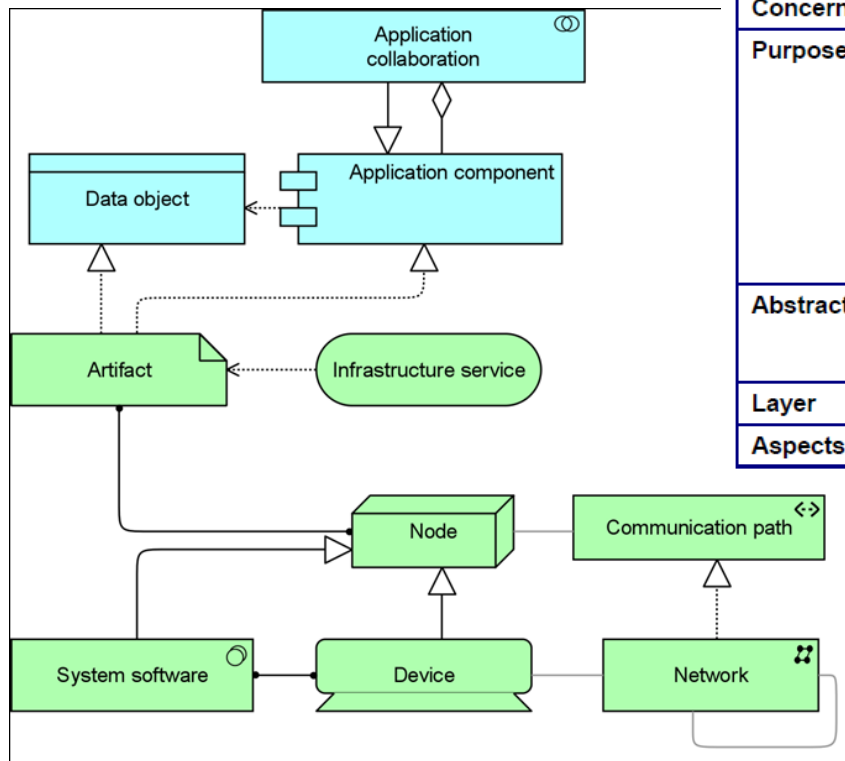 Application
collaboration
Concern
Purpose
Data object
Application component
Abstract
Artifact
Infrastructure service
Layer
Aspects
Node
Communication path
System software
Device
Network